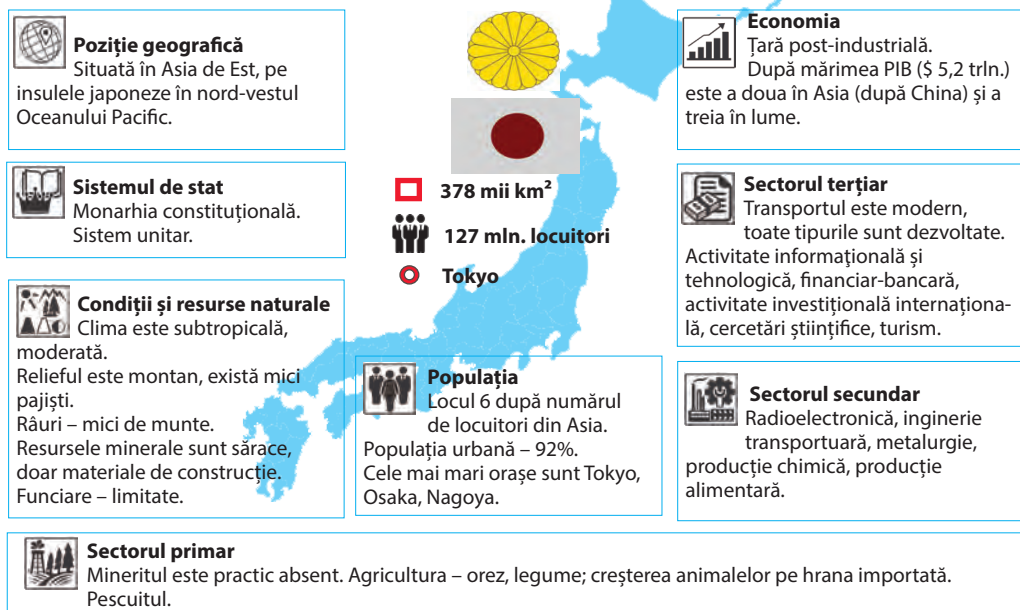 Poziție geografică
Situată în Asia de Est, pe
insulele japoneze în nord-vestul
Oceanului Pacific.
Sistemul de stat
Monarhia constituțională.
Sistem unitar.
Condiții și resurse naturale
Clima este subtropicală,
moderată.
Relieful este montan, există mici
pajiști.
Râuri – mici de munte.
Resursele minerale sunt sărace,
doar materiale de construcție.
Funciare – limitate.
378 mii km²
127 mln. locuitori
Tokyo
Populația
Locul 6 după numărul
de locuitori din Asia.
Populația urbană – 92%.
Cele mai mari orașe sunt Tokyo,
Osaka, Nagoya.
Economia
Țară post-industrială.
După mărimea PIB ($ 5,2 trln.)
este a doua în Asia (după China) și a
treia în lume.
Sectorul terțiar
Transportul este modern,
toate tipurile sunt dezvoltate.
Activitate informațională și
tehnologică, financiar-bancară,
activitate investițională internaționa-
lă, cercetări științifice, turism.
Sectorul secundar
Radioelectronică, inginerie
transportuară, metalurgie,
producție chimică, producție
alimentară.
Sectorul primar
Mineritul este practic absent. Agricultura – orez, legume; creșterea animalelor pe hrana importată.
Pescuitul.